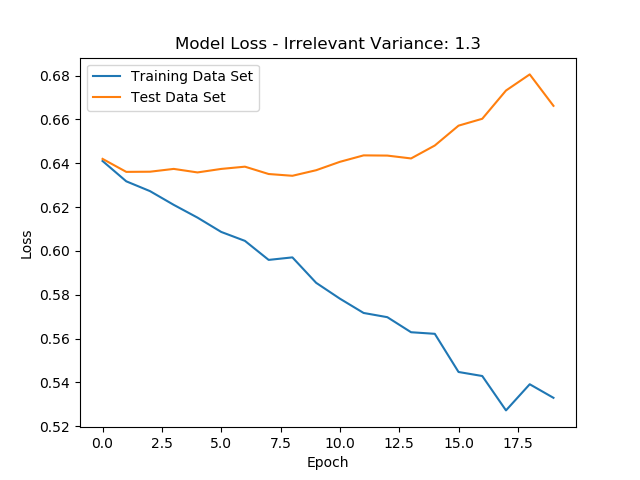 Model Loss - Irrelevant Variance: 1.3
Training Data Set
Test Data Set
0.68
0.66
0.64
0.62
0.60
0.58
0.56
0.54
0.52
Loss
0.0 2.5 5.0 7.5 10.0 12.5 15.0 17.5
Epoch